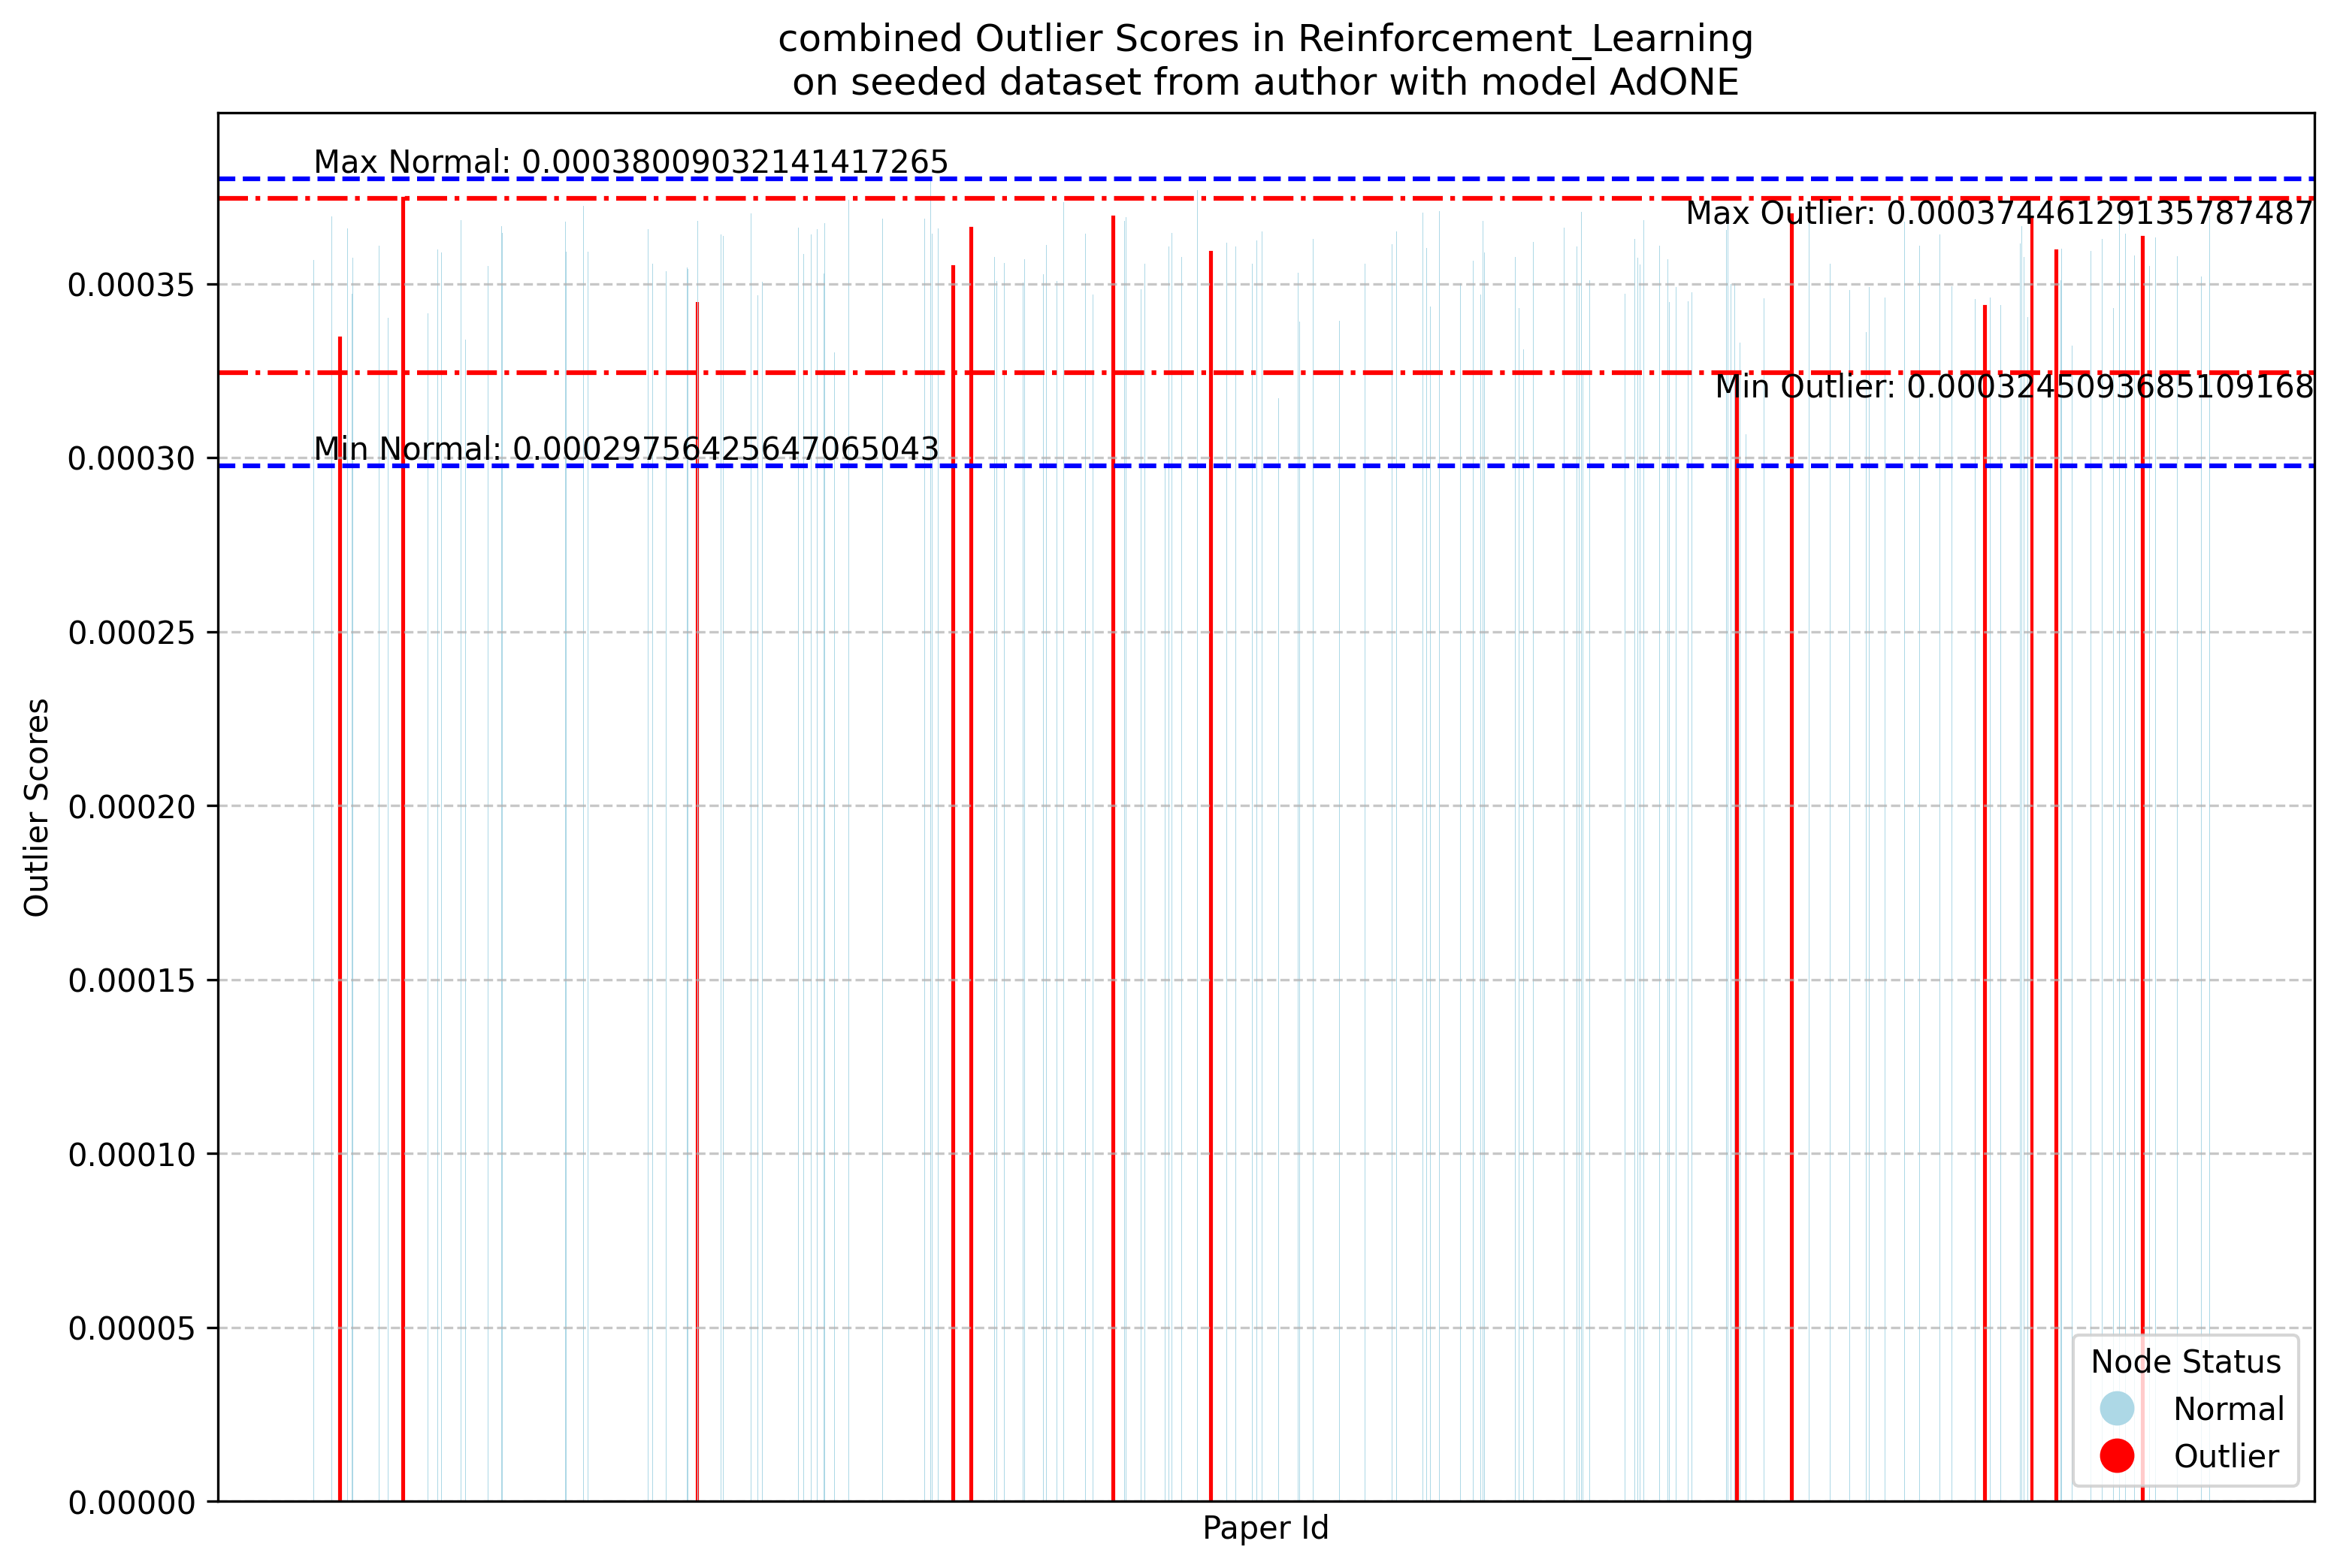 combined Outlier Scores in Reinforcement_Learning
on seeded dataset from author with model AdONE
Max Normal: 0.00038009032141417265
Max Outlier: 0.00037446129135787487
0.00035
Min Outlier: 0.0003245093685109168
Min Normal: 0.00029756425647065043
0.00030
0.00025
0.00020
0.00015
0.00010
0.00005
0.00000
Outlier Scores
Paper Id
Node Status
Normal
Outlier